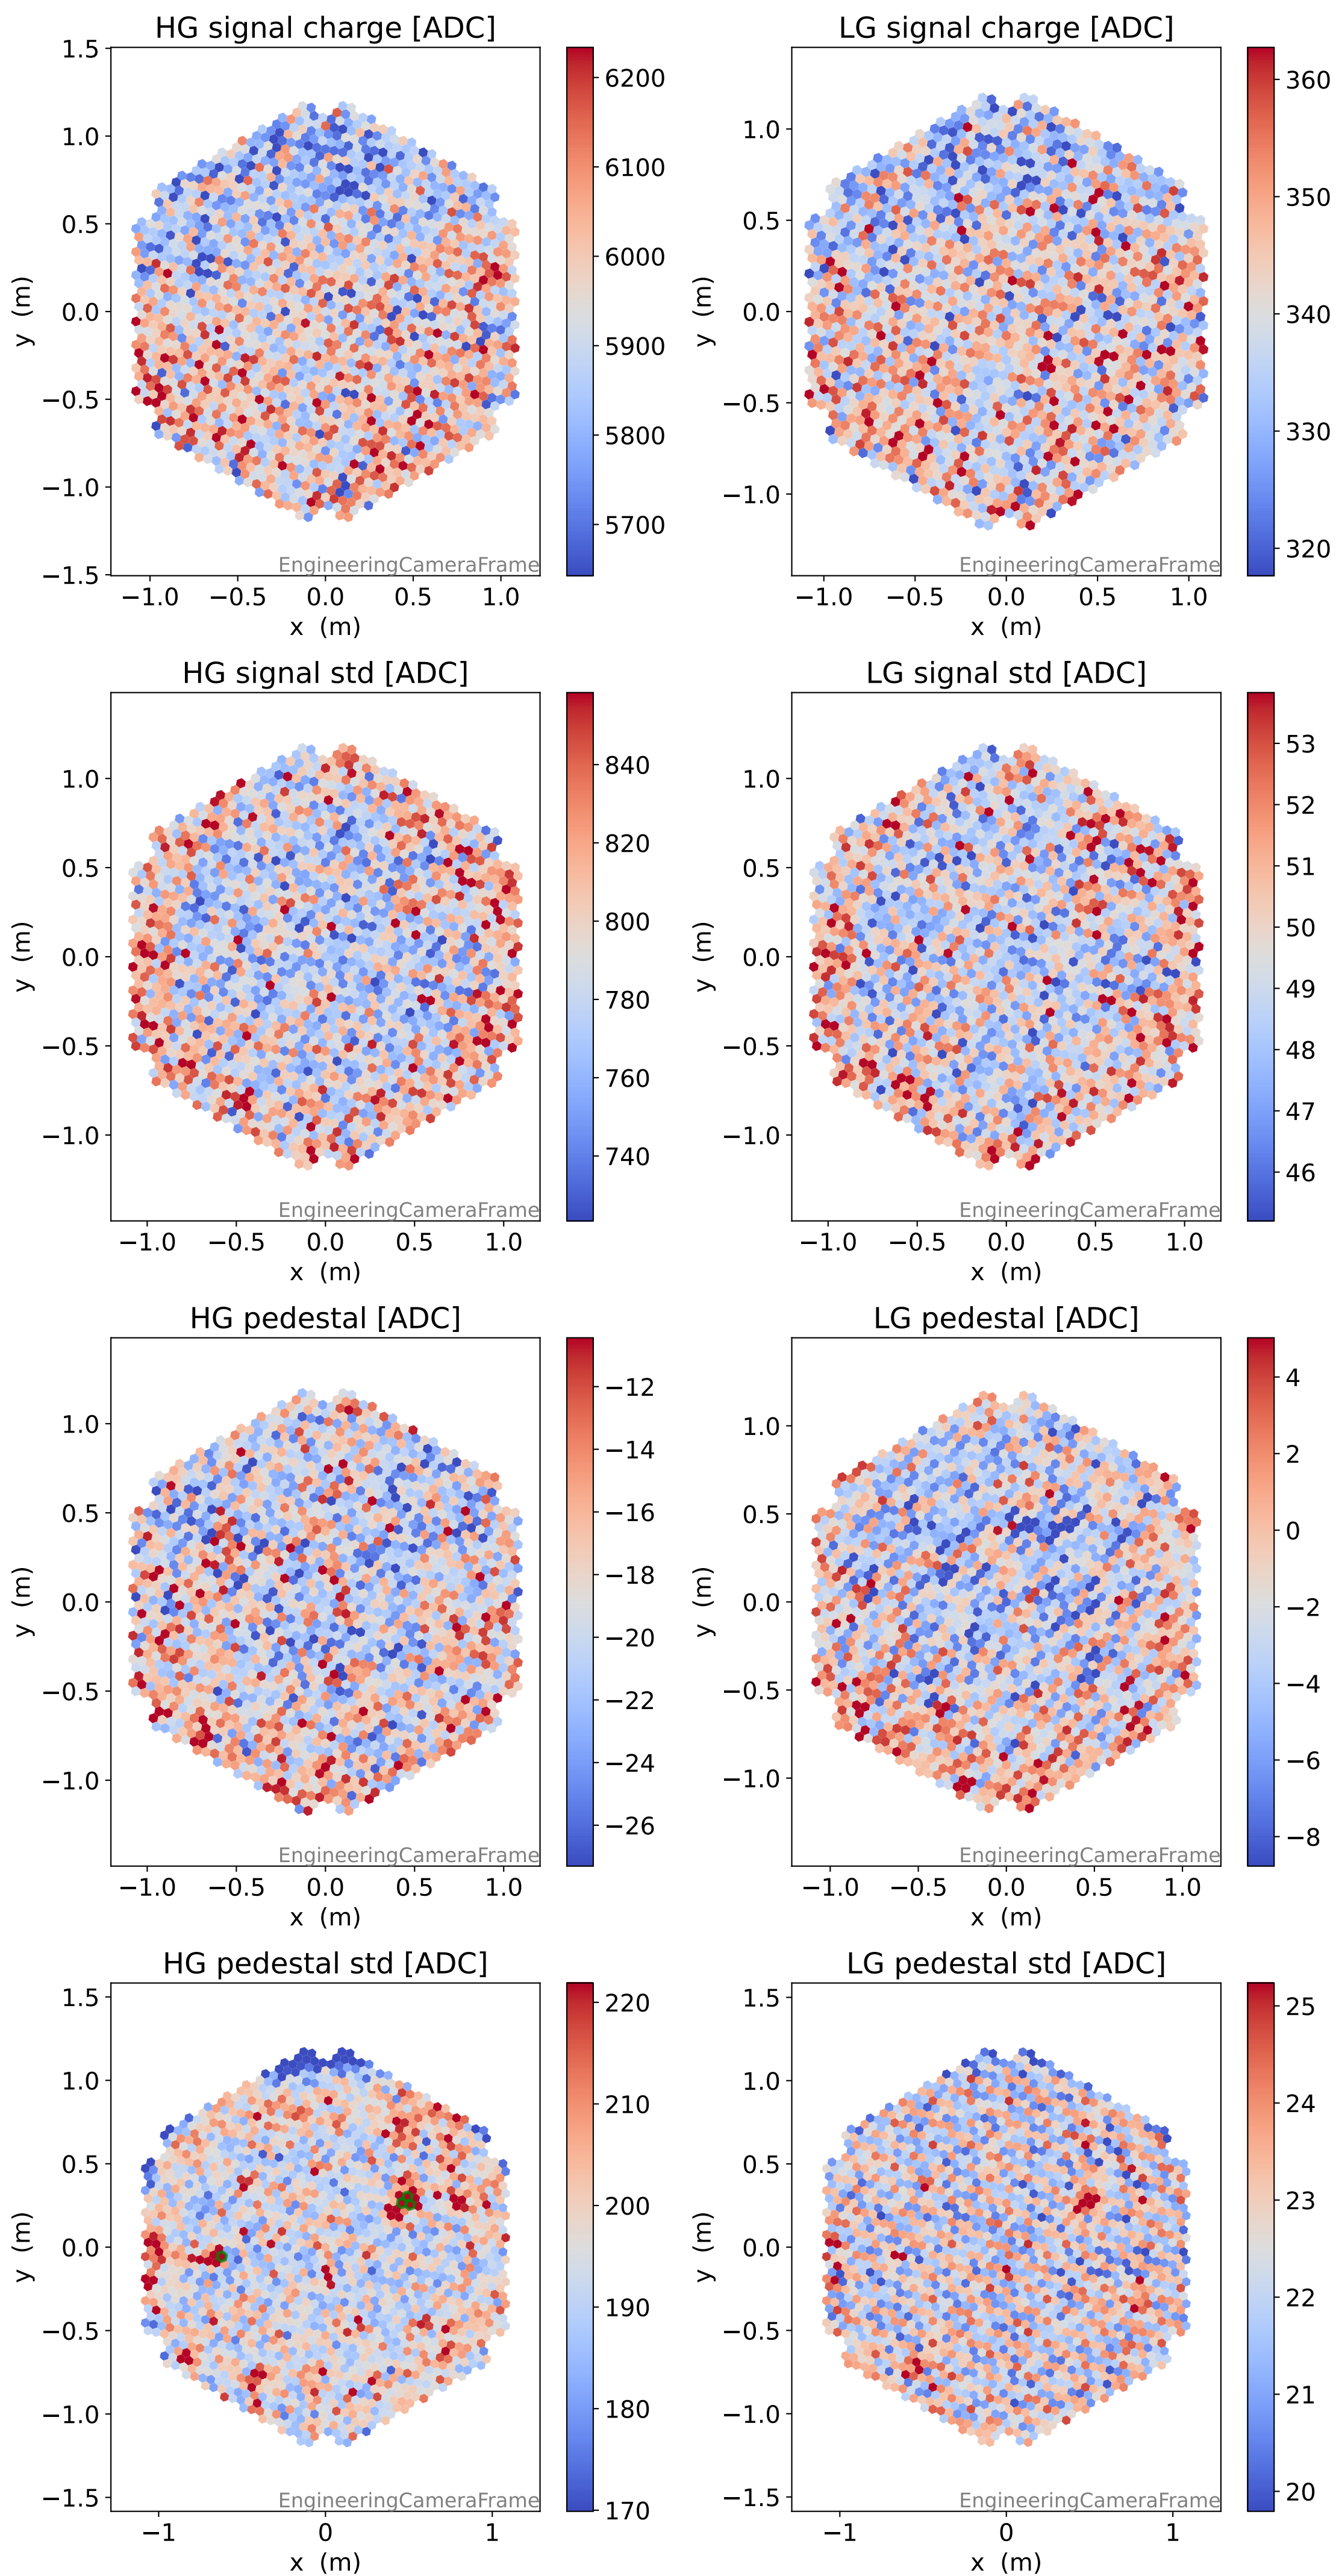 HG signal charge [ADC]
1.5
1.0
0.5
0.0
−0.5
−1.0
−1.5
y (m)
−1.0 −0.5 0.0 0.5 1.0
x (m)
EngineeringCameraFrame
6200
6100
6000
5900
5800
5700
LG signal charge [ADC]
1.0
0.5
0.0
−0.5
−1.0
y (m)
−1.0 −0.5 0.0 0.5 1.0
x (m)
EngineeringCameraFrame
360
350
340
330
320
HG signal std [ADC]
1.0
0.5
0.0
−0.5
−1.0
y (m)
−1.0 −0.5 0.0 0.5 1.0
x (m)
EngineeringCameraFrame
840
820
800
780
760
740
LG signal std [ADC]
1.0
0.5
0.0
−0.5
−1.0
y (m)
−1.0 −0.5 0.0 0.5 1.0
x (m)
EngineeringCameraFrame
53
52
51
50
49
48
47
46
HG pedestal [ADC]
1.0
0.5
0.0
−0.5
−1.0
y (m)
−1.0 −0.5 0.0 0.5 1.0
x (m)
EngineeringCameraFrame
−12
−14
−16
−18
−20
−22
−24
−26
LG pedestal [ADC]
1.0
0.5
0.0
−0.5
−1.0
y (m)
−1.0 −0.5 0.0 0.5 1.0
x (m)
EngineeringCameraFrame
4
2
0
−2
−4
−6
−8
HG pedestal std [ADC]
1.5
1.0
0.5
0.0
−0.5
−1.0
−1.5
y (m)
−1 0 1
x (m)
EngineeringCameraFrame
220
210
200
190
180
170
LG pedestal std [ADC]
1.5
1.0
0.5
0.0
−0.5
−1.0
−1.5
y (m)
−1 0 1
x (m)
EngineeringCameraFrame
25
24
23
22
21
20